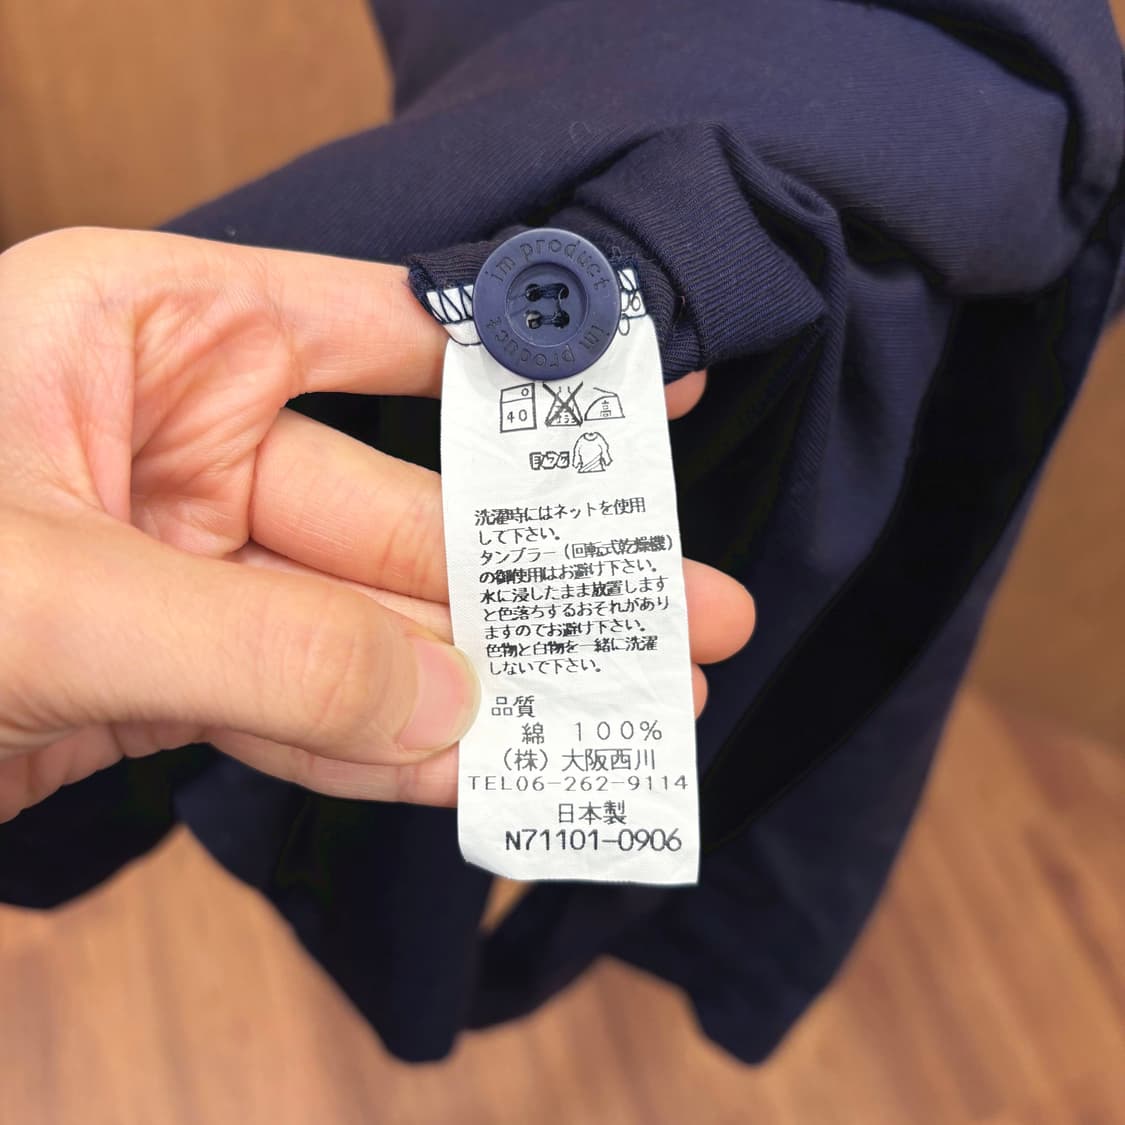 im product
im product
im product
40
高
洗濯時にはネットを使用
して下さい。
タンブラー（回転式乾燥機）
の御使用はお避け下さい。
水に浸したまま放置します
と色落ちするおそれがあり
ますのでお避け下さい。
色物と白物を一緒に洗濯
しないで下さい。
品質
綿　100%
（株）大阪西川
TEL06-262-9114
日本製
N71101-0906